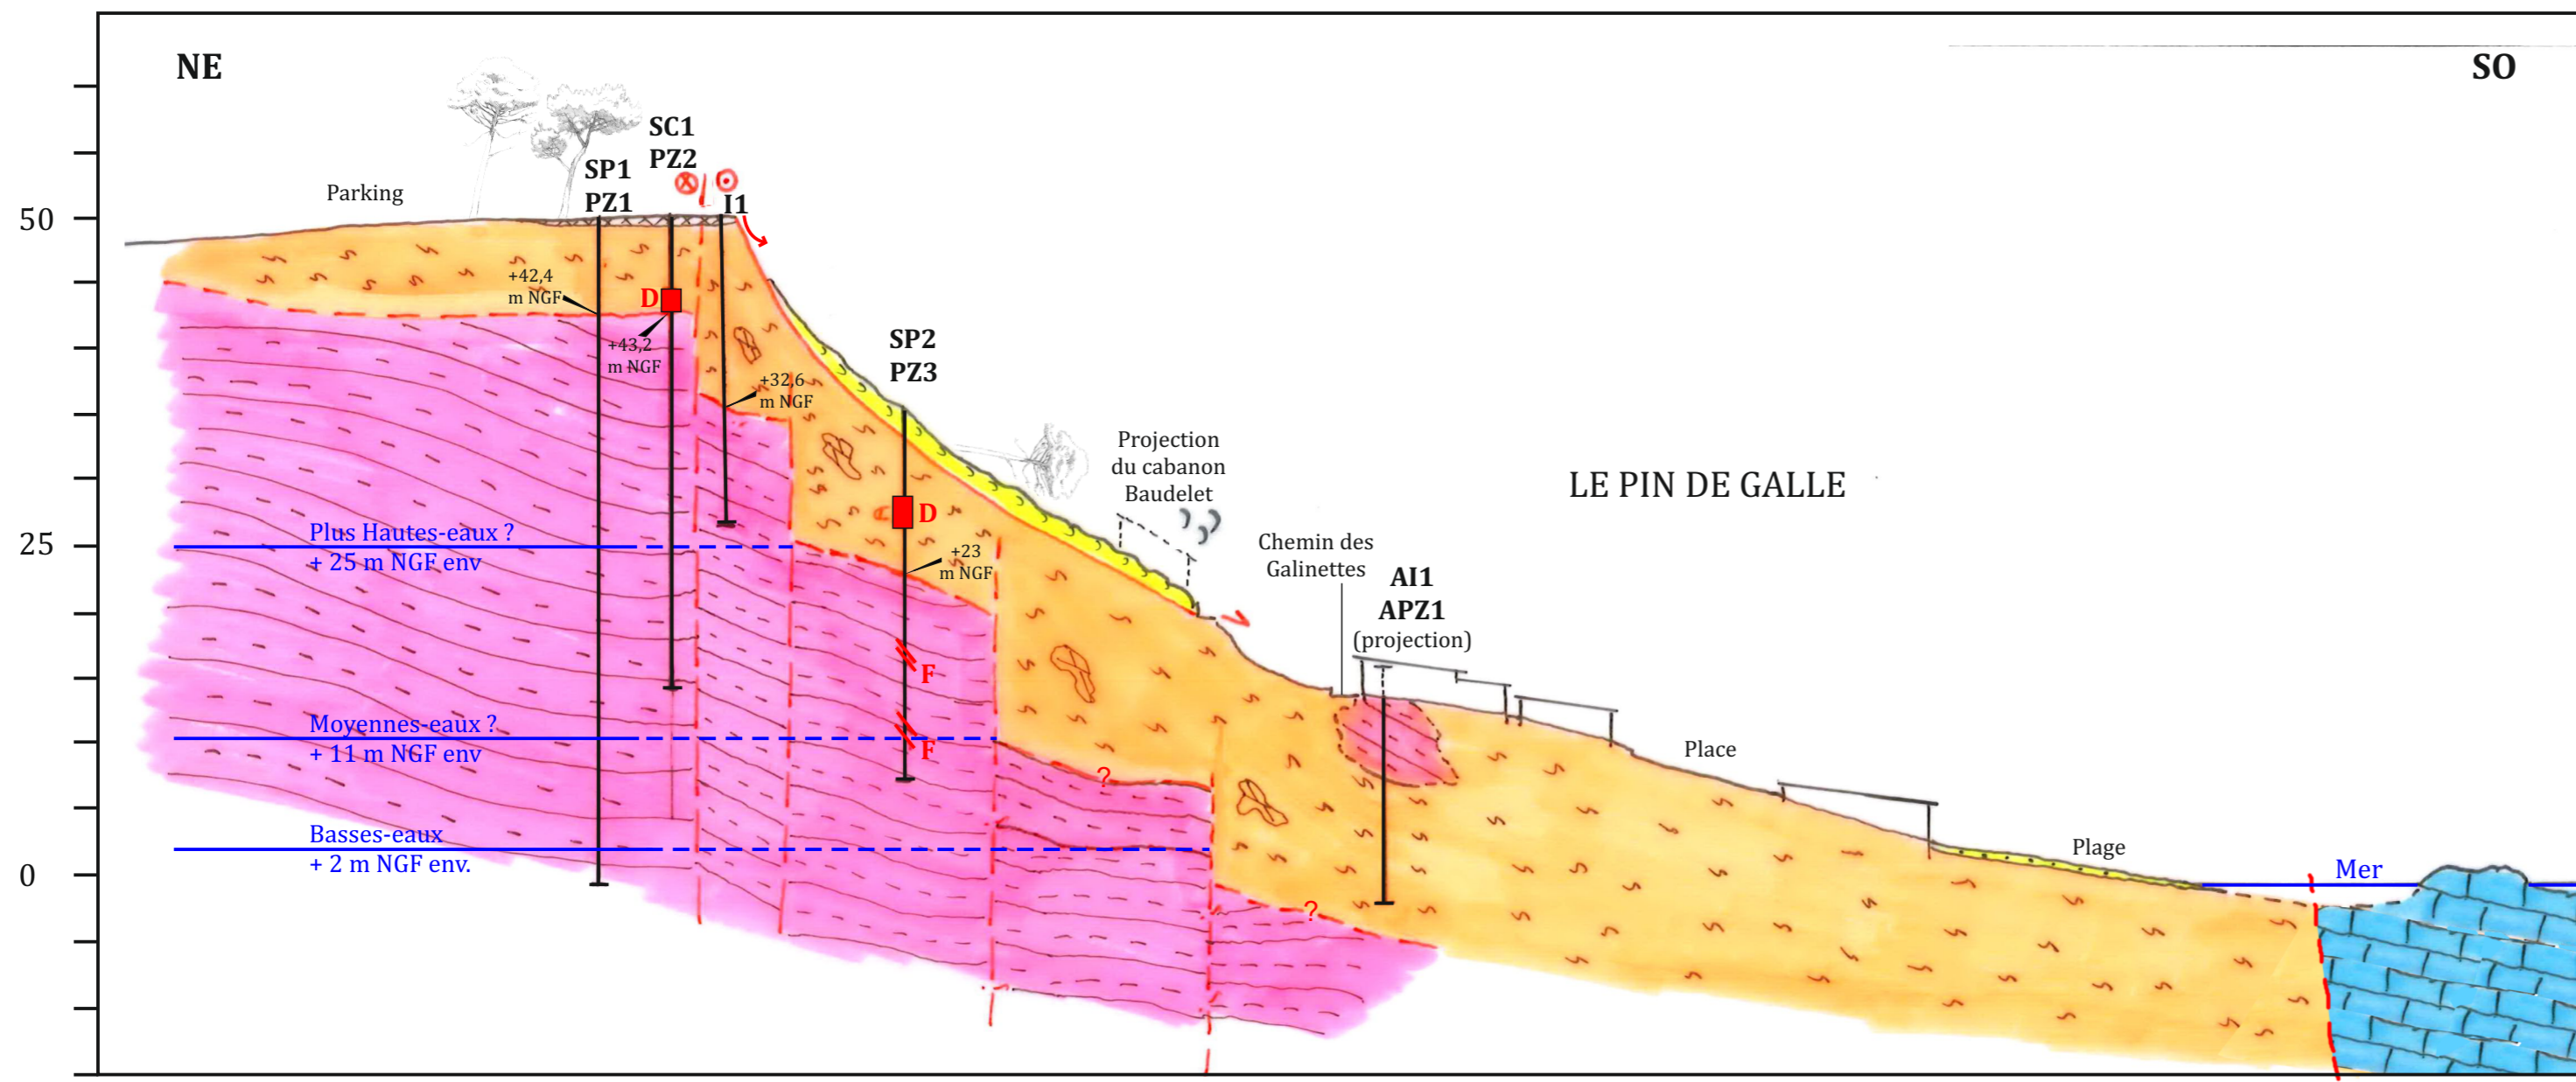 NE
SO
SC1
PZ2
SP1
PZ1
I1
Parking
50
+42,4
m NGF
D
+43,2
m NGF
SP2
PZ3
+32,6
m NGF
Projection
du cabanon
Baudelet
LE PIN DE GALLE
D
25
Plus Hautes-eaux ?
+ 25 m NGF env
+23
m NGF
Chemin des
Galinettes
AI1
APZ1
(projection)
F
Moyennes-eaux ?
+ 11 m NGF env
F
?
Place
Basses-eaux
+ 2 m NGF env.
Plage
0
Mer
?